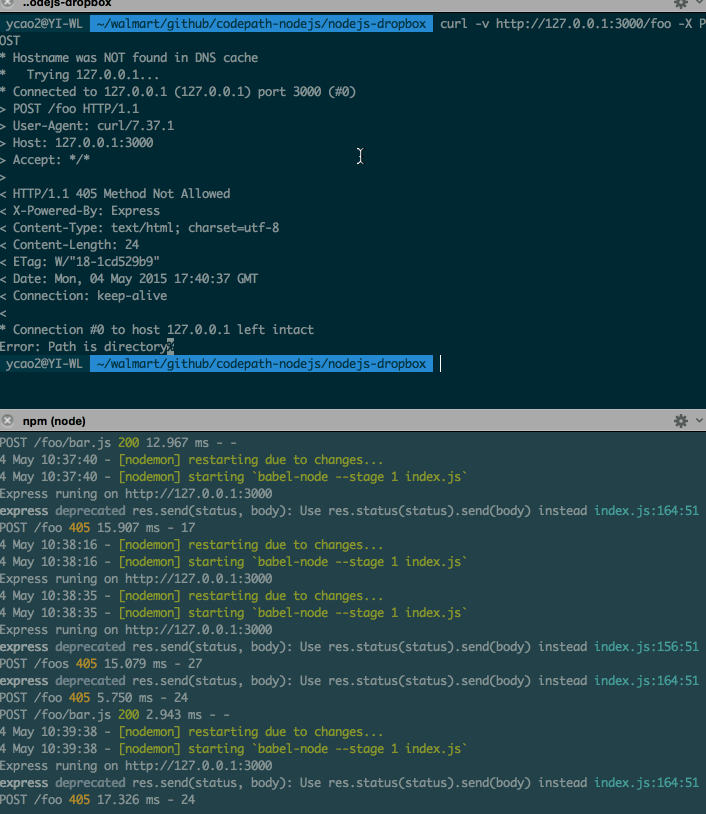 ..odejs-dropbox
ycao2@YI-WL ~/walmart/github/codepath-nodejs/nodejs-dropbox curl -v http://127.0.0.1:3000/foo -X P
OST
* Hostname was NOT found in DNS cache
*   Trying 127.0.0.1...
* Connected to 127.0.0.1 (127.0.0.1) port 3000 (#0)
> POST /foo HTTP/1.1
> User-Agent: curl/7.37.1
> Host: 127.0.0.1:3000
> Accept: */*
>
< HTTP/1.1 405 Method Not Allowed
< X-Powered-By: Express
< Content-Type: text/html; charset=utf-8
< Content-Length: 24
< ETag: W/"18-1cd529b9"
< Date: Mon, 04 May 2015 17:40:37 GMT
< Connection: keep-alive
<
* Connection #0 to host 127.0.0.1 left intact
Error: Path is directory%
ycao2@YI-WL ~/walmart/github/codepath-nodejs/nodejs-dropbox
npm (node)
POST /foo/bar.js 200 12.967 ms - -
4 May 10:37:40 - [nodemon] restarting due to changes...
4 May 10:37:40 - [nodemon] starting `babel-node --stage 1 index.js`
Express runing on http://127.0.0.1:3000
express deprecated res.send(status, body): Use res.status(status).send(body) instead index.js:164:51
POST /foo 405 15.907 ms - 17
4 May 10:38:16 - [nodemon] restarting due to changes...
4 May 10:38:16 - [nodemon] starting `babel-node --stage 1 index.js`
Express runing on http://127.0.0.1:3000
4 May 10:38:35 - [nodemon] restarting due to changes...
4 May 10:38:35 - [nodemon] starting `babel-node --stage 1 index.js`
Express runing on http://127.0.0.1:3000
express deprecated res.send(status, body): Use res.status(status).send(body) instead index.js:156:51
POST /foos 405 15.079 ms - 27
express deprecated res.send(status, body): Use res.status(status).send(body) instead index.js:164:51
POST /foo 405 5.750 ms - 24
POST /foo/bar.js 200 2.943 ms - -
4 May 10:39:38 - [nodemon] restarting due to changes...
4 May 10:39:38 - [nodemon] starting `babel-node --stage 1 index.js`
Express runing on http://127.0.0.1:3000
express deprecated res.send(status, body): Use res.status(status).send(body) instead index.js:164:51
POST /foo 405 17.326 ms - 24